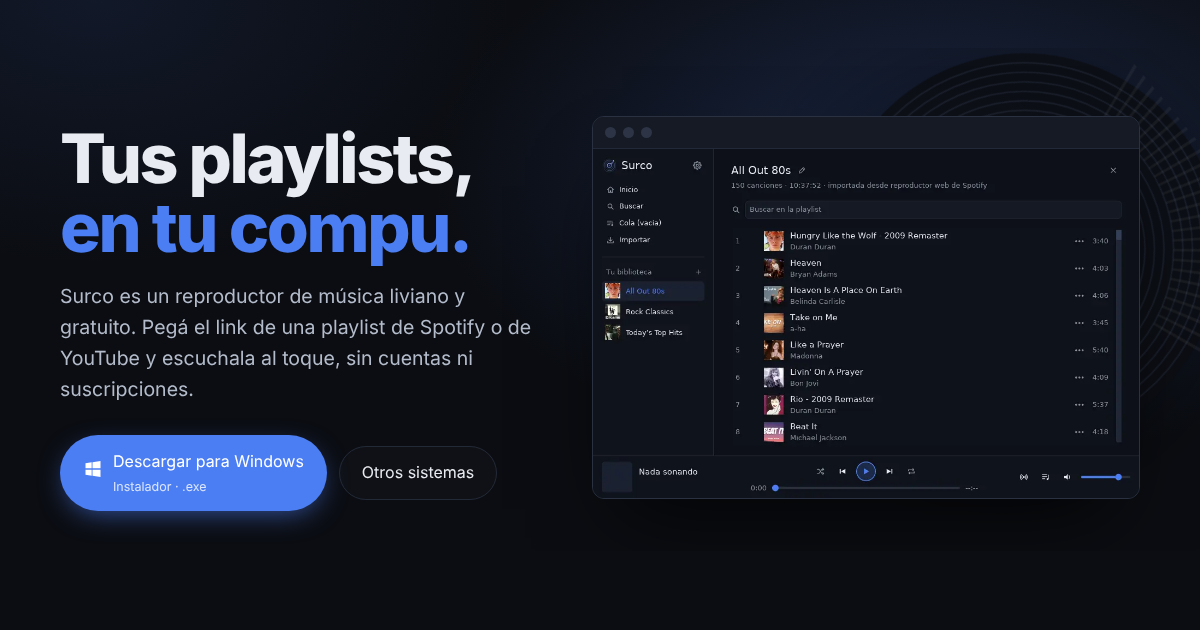 Tus playlists,
en tu compu.
Surco es un reproductor de música liviano y
gratuito. Pegá el link de una playlist de Spotify o de
YouTube y escuchala al toque, sin cuentas ni
suscripciones.
Descargar para Windows
Instalador · .exe
Otros sistemas
Surco
Inicio
Buscar
Cola (vacía)
Importar
Tu biblioteca +
All Out 80s
Rock Classics
Today's Top Hits
All Out 80s
150 canciones · 10:37:52 · importada desde reproductor web de Spotify
Buscar en la playlist
1 Hungry Like the Wolf - 2009 Remaster 3:40
Duran Duran
2 Heaven 4:03
Bryan Adams
3 Heaven Is A Place On Earth 4:06
Belinda Carlisle
4 Take on Me 3:45
a-ha
5 Like a Prayer 5:40
Madonna
6 Livin' On A Prayer 4:09
Bon Jovi
7 Rio - 2009 Remaster 5:37
Duran Duran
8 Beat It 4:18
Michael Jackson
Nada sonando
0:00 --:--